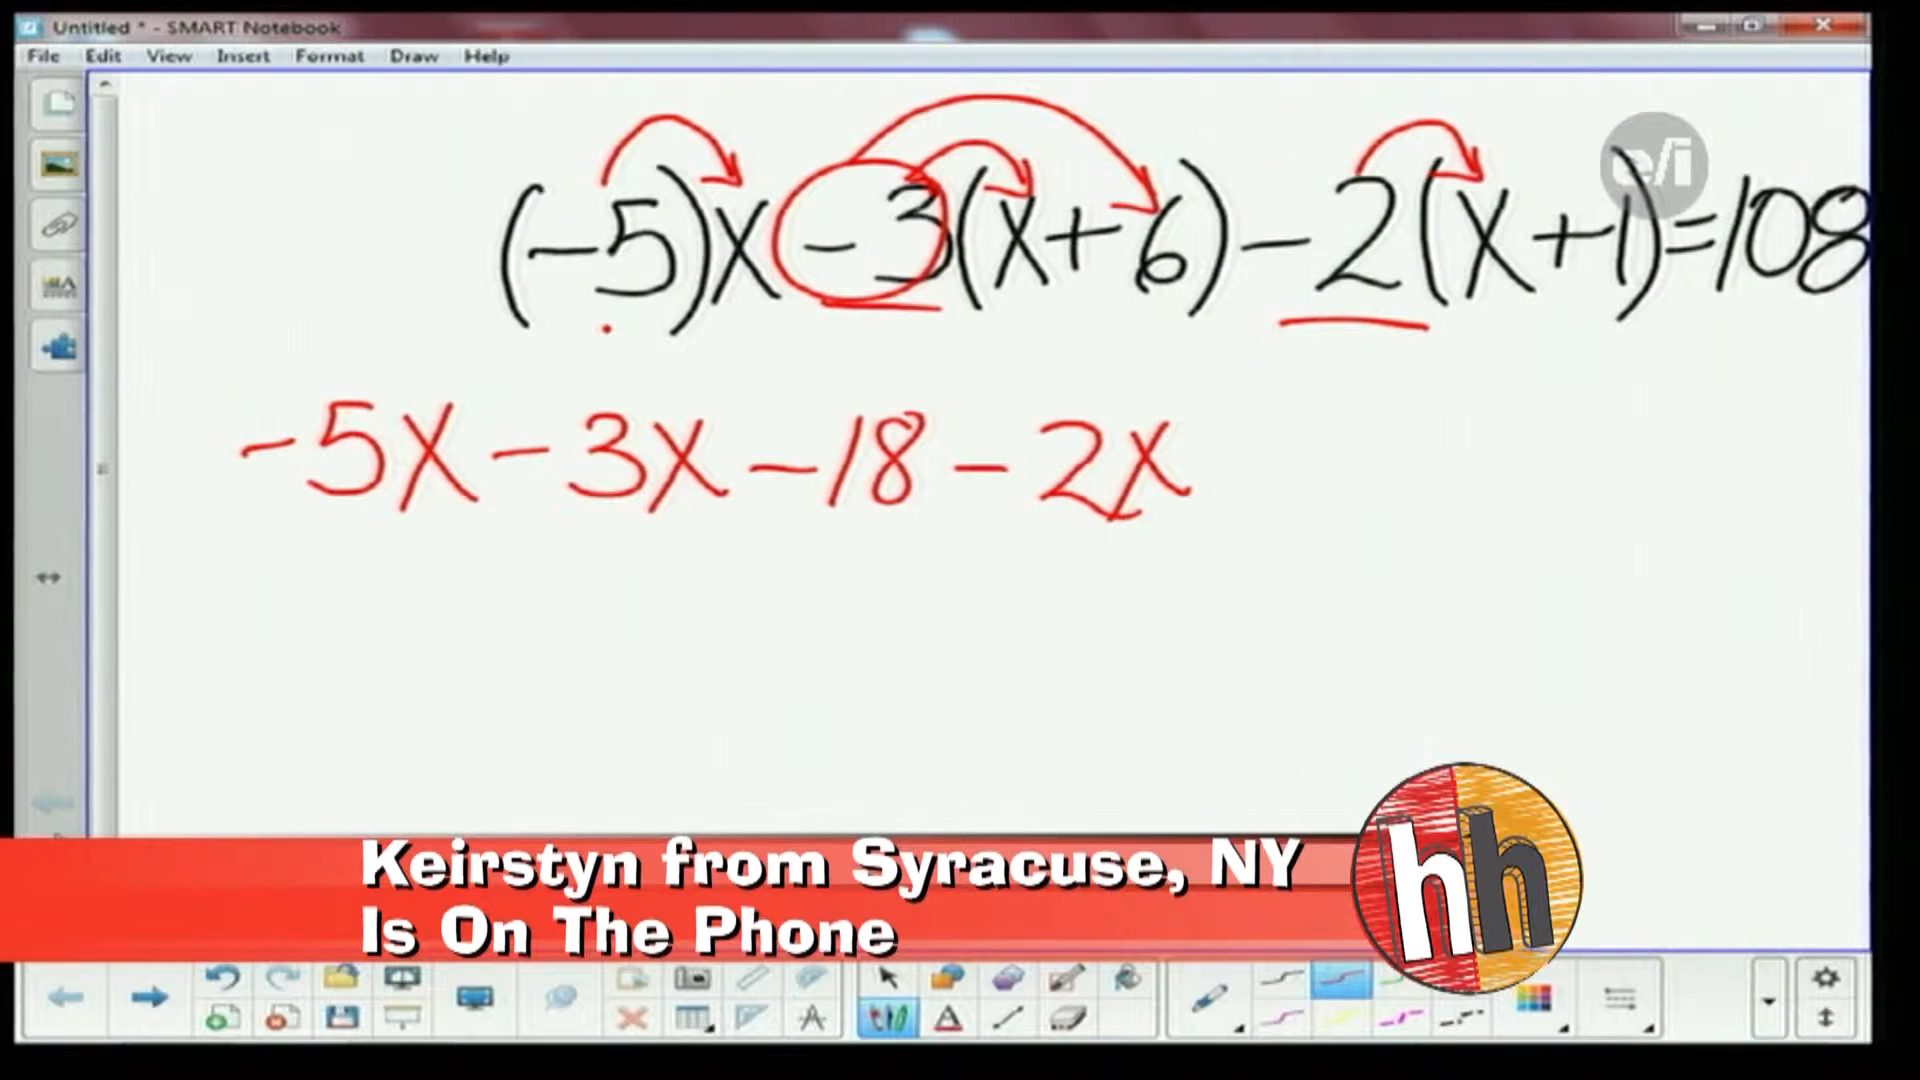 Untitled * - SMART Notebook
File Edit View Insert Format Draw Help
e/i
(-5)x -3(x+6)-2(x+1)=108
-5x-3x-18-2x
Keirstyn from Syracuse, NY
Is On The Phone
hh